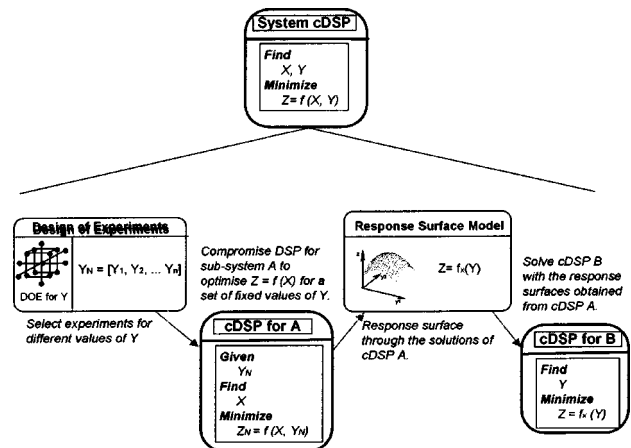 System cDSP
Find
X, Y
Minimize
Z= f (X, Y)
Design of Experiments
DOE for Y
YN = [Y1, Y2, ... Yn]
Select experiments for
different values of Y
Compromise DSP for
sub-system A to
optimise Z = f (X) for a
set of fixed values of Y.
cDSP for A
Given
YN
Find
X
Minimize
ZN = f (X, YN)
Response Surface Model
Z= fx(Y)
Response surface
through the solutions of
cDSP A.
Solve cDSP B
with the response
surfaces obtained
from cDSP A.
cDSP for B
Find
Y
Minimize
Z = fx (Y)